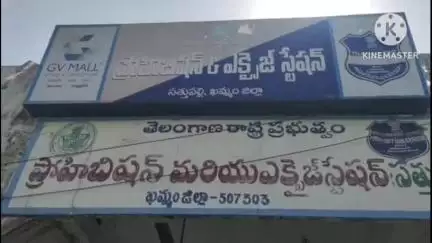 KINEMASTER
GV MALL
ప్రొహిబిషన్ & ఎక్సైజ్ స్టేషన్
సత్తుపల్లి, ఖమ్మం జిల్లా
తెలంగాణ రాష్ట్ర ప్రభుత్వం
ప్రొహిబిషన్ మరియు ఎక్సైజ్ స్టేషన్, సత్తు
ఖమ్మం జిల్లా-507303